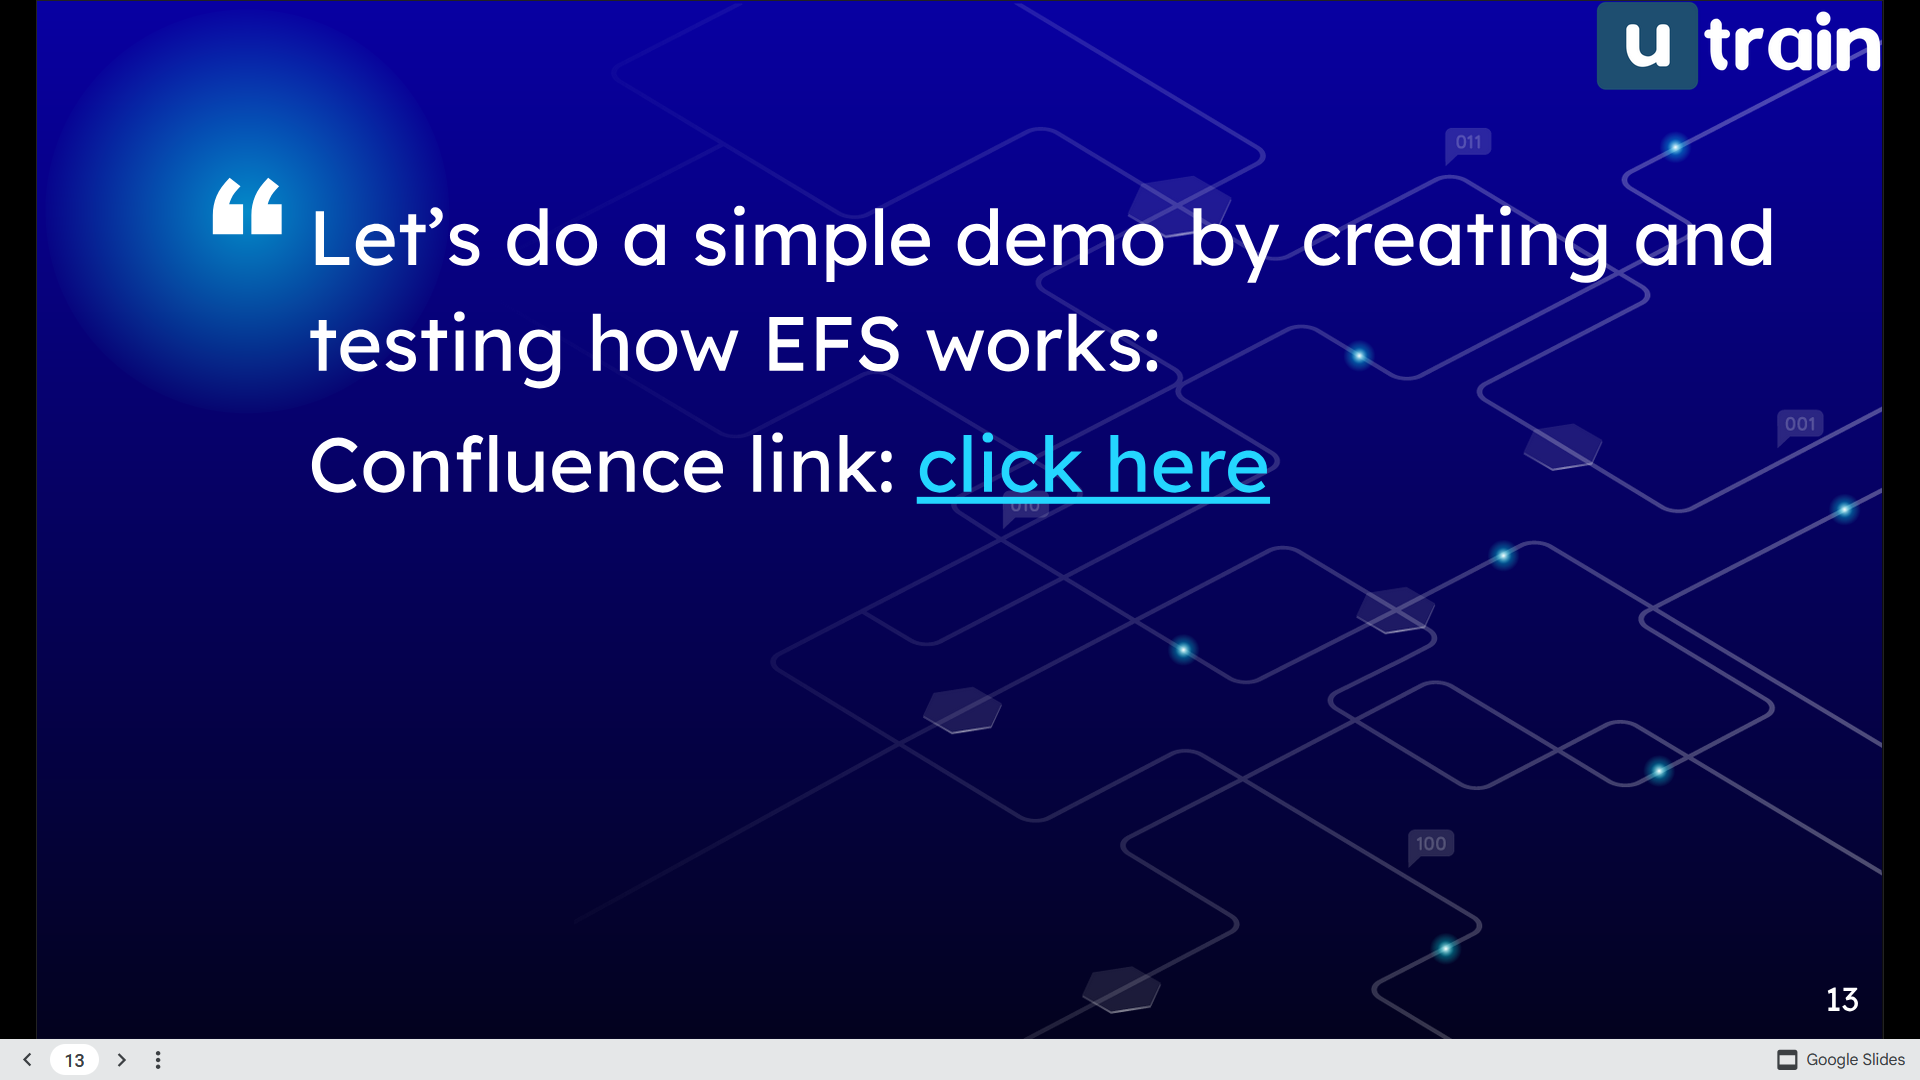 u train
011
“ Let’s do a simple demo by creating and
testing how EFS works:
001
Confluence link: click here
010
100
13
13
Google Slides